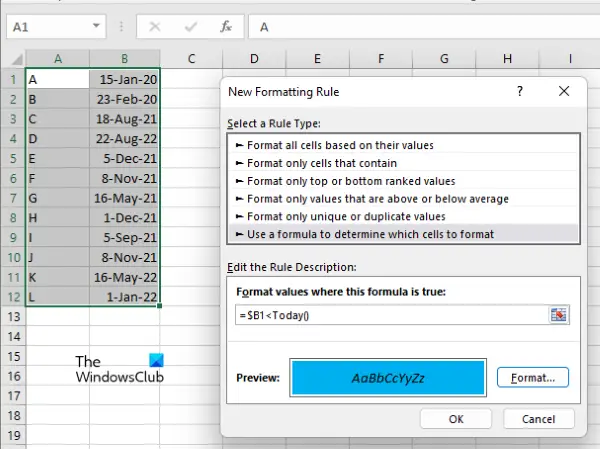 A1
fx
A
A B C D E F G H I
1 A 15-Jan-20
2 B 23-Feb-20
3 C 18-Aug-21
4 D 22-Aug-22
5 E 5-Dec-21
6 F 8-Nov-21
7 G 16-May-21
8 H 1-Dec-21
9 I 5-Sep-21
10 J 8-Nov-21
11 K 16-May-22
12 L 1-Jan-22
13
14
15
16
17
18
19
The
WindowsClub
New Formatting Rule
?
Select a Rule Type:
► Format all cells based on their values
► Format only cells that contain
► Format only top or bottom ranked values
► Format only values that are above or below average
► Format only unique or duplicate values
► Use a formula to determine which cells to format
Edit the Rule Description:
Format values where this formula is true:
=$B1<Today()
Preview:
AaBbCcYyZz
Format...
OK
Cancel